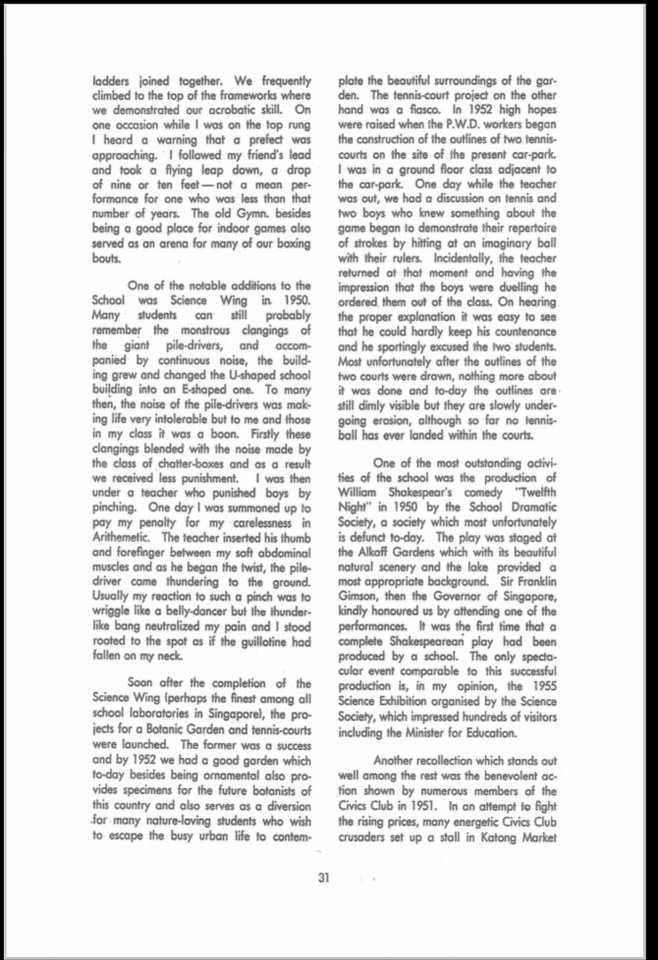 ladders joined together. We frequently
climbed to the top of the frameworks where
we demonstrated our acrobatic skill. On
one occasion while I was on the top rung
I heard a warning that a prefect was
approaching. I followed my friend's lead
and took a flying leap down, a drop
of nine or ten feet—not a mean per-
formance for one who was less than that
number of years. The old Gymn. besides
being a good place for indoor games also
served as an arena for many of our boxing
bouts.
One of the notable additions to the
School was Science Wing in 1950.
Many students can still probably
remember the monstrous clangings of
the giant pile-drivers, and accom-
panied by continuous noise, the build-
ing grew and changed the U-shaped school
building into an E-shaped one. To many
then, the noise of the pile-drivers was mak-
ing life very intolerable but to me and those
in my class it was a boon. Firstly these
clangings blended with the noise made by
the class of chatter-boxes and as a result
we received less punishment. I was then
under a teacher who punished boys by
pinching. One day I was summoned up to
pay my penalty for my carelessness in
Arithemetic. The teacher inserted his thumb
and forefinger between my soft abdominal
muscles and as he began the twist, the pile-
driver came thundering to the ground.
Usually my reaction to such a pinch was to
wriggle like a belly-dancer but the thunder-
like bang neutralized my pain and I stood
rooted to the spot as if the guillotine had
fallen on my neck.
Soon after the completion of the
Science Wing (perhaps the finest among all
school laboratories in Singapore), the pro-
jects for a Botanic Garden and tennis-courts
were launched. The former was a success
and by 1952 we had a good garden which
to-day besides being ornamental also pro-
vides specimens for the future botanists of
this country and also serves as a diversion
for many nature-loving students who wish
to escape the busy urban life to contem-
plate the beautiful surroundings of the gar-
den. The tennis-court project on the other
hand was a fiasco. In 1952 high hopes
were raised when the P.W.D. workers began
the construction of the outlines of two tennis-
courts on the site of the present car-park.
I was in a ground floor class adjacent to
the car-park. One day while the teacher
was out, we had a discussion on tennis and
two boys who knew something about the
game began to demonstrate their repertoire
of strokes by hitting at an imaginary ball
with their rulers. Incidentally, the teacher
returned at that moment and having the
impression that the boys were duelling he
ordered them out of the class. On hearing
the proper explanation it was easy to see
that he could hardly keep his countenance
and he sportingly excused the two students.
Most unfortunately after the outlines of the
two courts were drawn, nothing more about
it was done and to-day the outlines are
still dimly visible but they are slowly under-
going erosion, although so far no tennis-
ball has ever landed within the courts.
One of the most outstanding activi-
ties of the school was the production of
William Shakespear's comedy "Twelfth
Night" in 1950 by the School Dramatic
Society, a society which most unfortunately
is defunct to-day. The play was staged at
the Alkaff Gardens which with its beautiful
natural scenery and the lake provided a
most appropriate background. Sir Franklin
Gimson, then the Governor of Singapore,
kindly honoured us by attending one of the
performances. It was the first time that a
complete Shakespearean play had been
produced by a school. The only specta-
cular event comparable to this successful
production is, in my opinion, the 1955
Science Exhibition organised by the Science
Society, which impressed hundreds of visitors
including the Minister for Education.
Another recollection which stands out
well among the rest was the benevolent ac-
tion shown by numerous members of the
Civics Club in 1951. In an attempt to fight
the rising prices, many energetic Civics Club
crusaders set up a stall in Katong Market
31